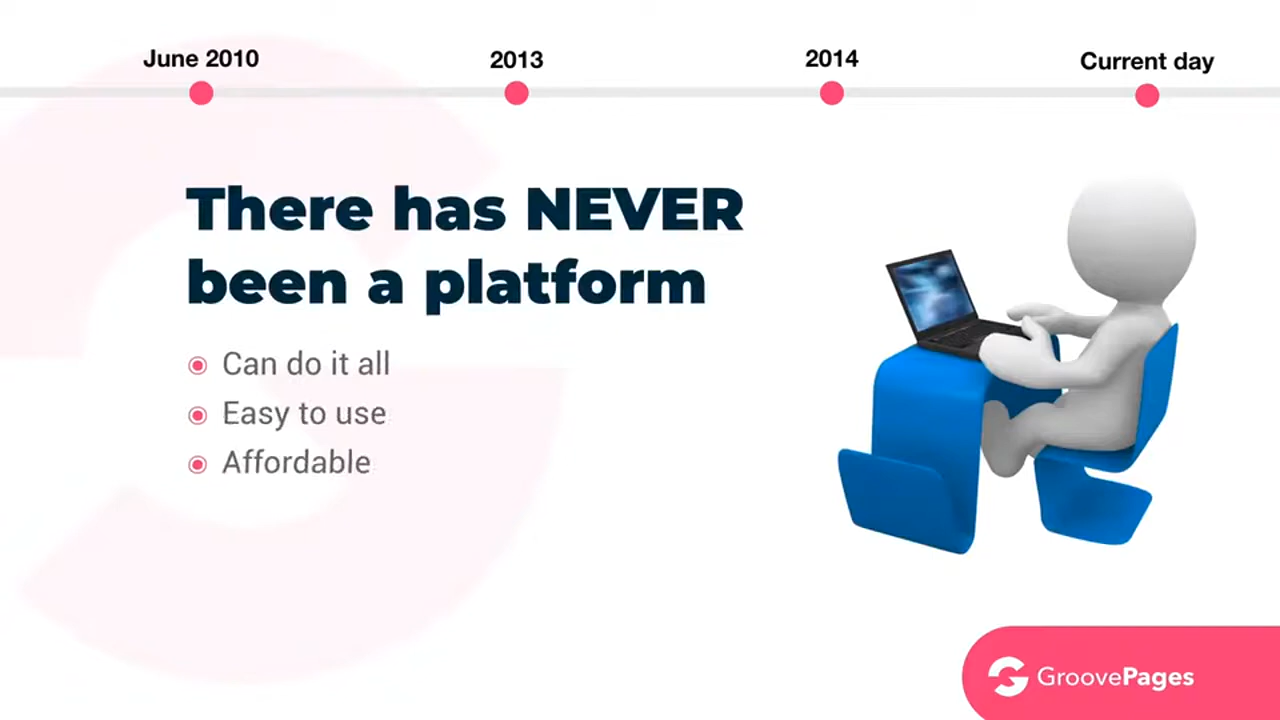 June 2010
2013
2014
Current day
There has NEVER
been a platform
Can do it all
Easy to use
Affordable
GroovePages